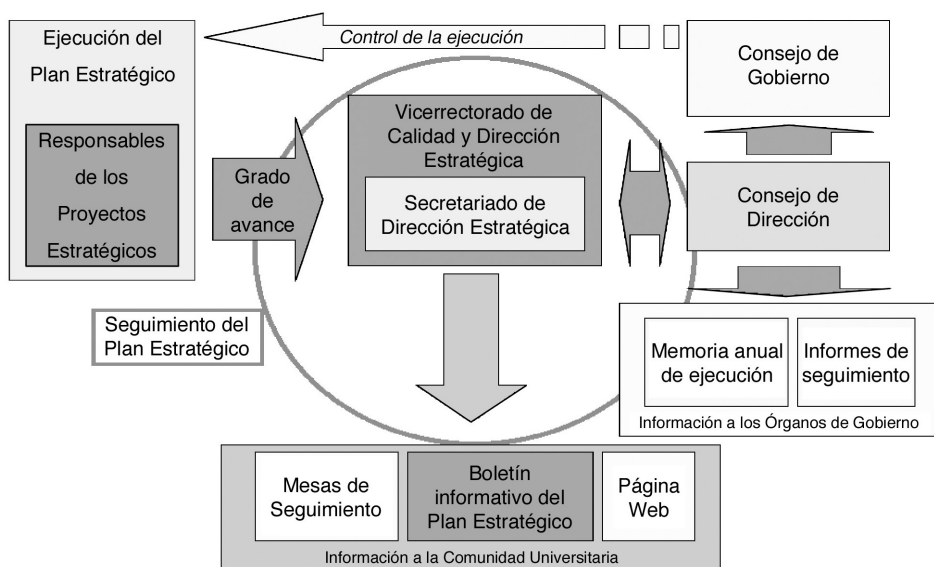 Ejecución del
Plan Estratégico
Responsables
de los
Proyectos
Estratégicos
Control de la ejecución
Consejo de
Gobierno
Vicerrectorado de
Calidad y Dirección
Estratégica
Secretariado de
Dirección Estratégica
Grado
de
avance
Consejo de
Dirección
Seguimiento del
Plan Estratégico
Memoria anual
de ejecución
Informes de
seguimiento
Información a los Órganos de Gobierno
Mesas de
Seguimiento
Boletín
informativo del
Plan Estratégico
Página
Web
Información a la Comunidad Universitaria